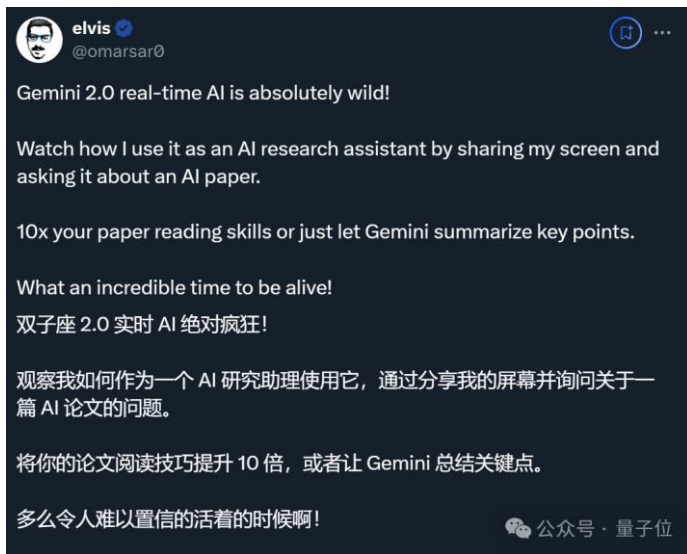 elvis
@omarsar0
Gemini 2.0 real-time AI is absolutely wild!
Watch how I use it as an AI research assistant by sharing my screen and
asking it about an AI paper.
10x your paper reading skills or just let Gemini summarize key points.
What an incredible time to be alive!
双子座 2.0 实时 AI 绝对疯狂！
观察我如何作为一个 AI 研究助理使用它，通过分享我的屏幕并询问关于一
篇 AI 论文的问题。
将你的论文阅读技巧提升 10 倍，或者让 Gemini 总结关键点。
多么令人难以置信的活着的时候啊！
公众号 · 量子位